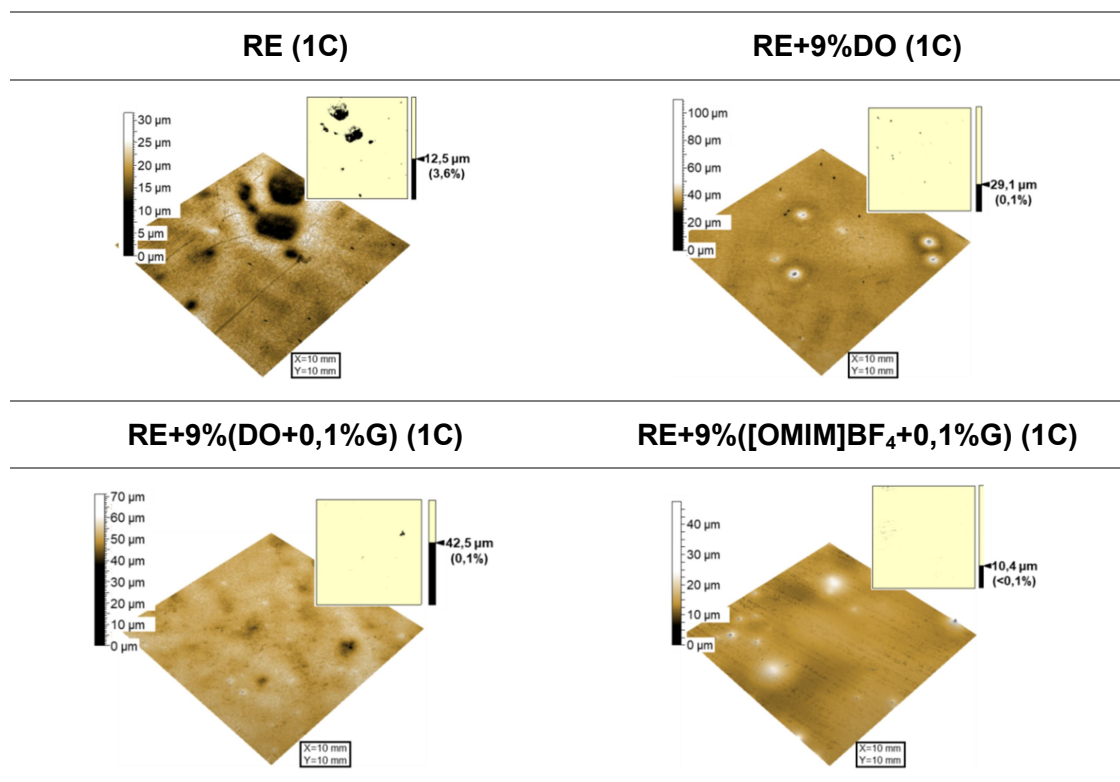 RE (1C)
RE+9%DO (1C)
30 µm
25 µm
20 µm
15 µm
10 µm
5 µm
0 µm
12,5 µm
(3,6%)
X=10 mm
Y=10 mm
100 µm
80 µm
60 µm
40 µm
20 µm
0 µm
29,1 µm
(0,1%)
X=10 mm
Y=10 mm
RE+9%(DO+0,1%G) (1C)
RE+9%([OMIM]BF₄+0,1%G) (1C)
70 µm
60 µm
50 µm
40 µm
30 µm
20 µm
10 µm
0 µm
42,5 µm
(0,1%)
X=10 mm
Y=10 mm
40 µm
30 µm
20 µm
10 µm
0 µm
10,4 µm
(<0,1%)
X=10 mm
Y=10 mm